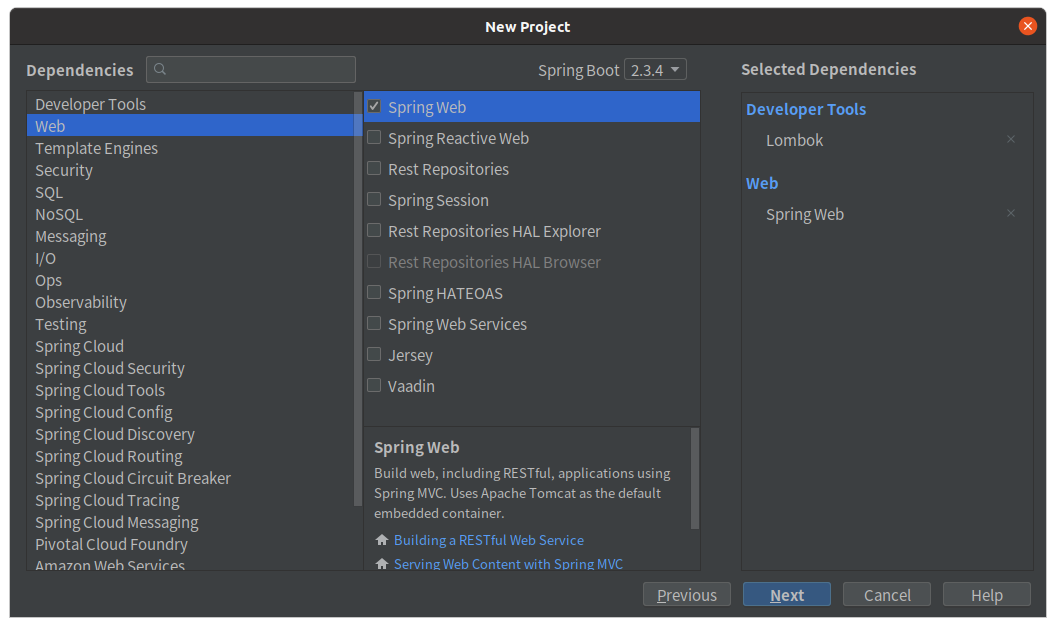 New Project
Dependencies
Spring Boot 2.3.4
Selected Dependencies
Developer Tools
Web
Template Engines
Security
SQL
NoSQL
Messaging
I/O
Ops
Observability
Testing
Spring Cloud
Spring Cloud Security
Spring Cloud Tools
Spring Cloud Config
Spring Cloud Discovery
Spring Cloud Routing
Spring Cloud Circuit Breaker
Spring Cloud Tracing
Spring Cloud Messaging
Pivotal Cloud Foundry
Amazon Web Services
Spring Web
Spring Reactive Web
Rest Repositories
Spring Session
Rest Repositories HAL Explorer
Rest Repositories HAL Browser
Spring HATEOAS
Spring Web Services
Jersey
Vaadin
Spring Web
Build web, including RESTful, applications using
Spring MVC. Uses Apache Tomcat as the default
embedded container.
Building a RESTful Web Service
Serving Web Content with Spring MVC
Developer Tools
Lombok
Web
Spring Web
Previous
Next
Cancel
Help